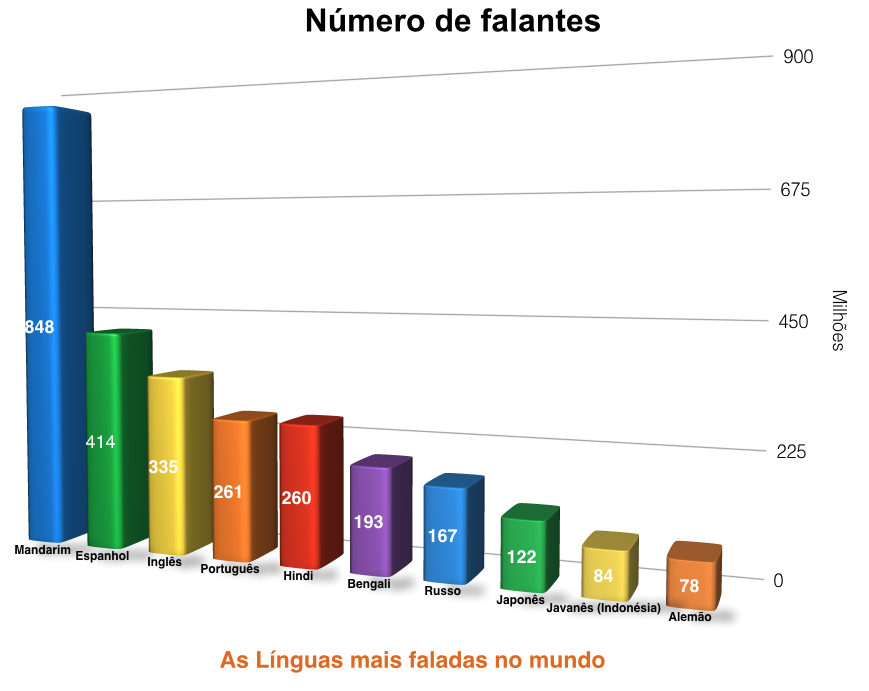 Número de falantes
900
675
450
225
0
Milhões
848
414
335
261
260
193
167
122
84
78
Mandarim
Espanhol
Inglês
Português
Hindi
Bengali
Russo
Japonês
Javanês (Indonésia)
Alemão
As Línguas mais faladas no mundo